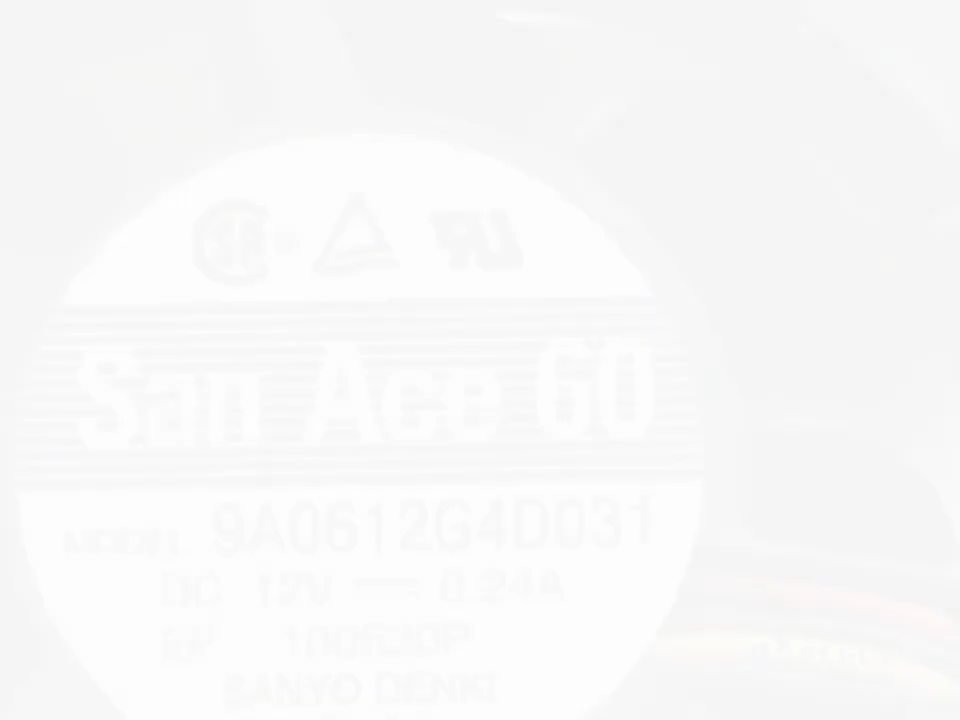 San Ace 60
MODEL 9A0612G4D031
DC 12V 0.24A
SANYO DENKI